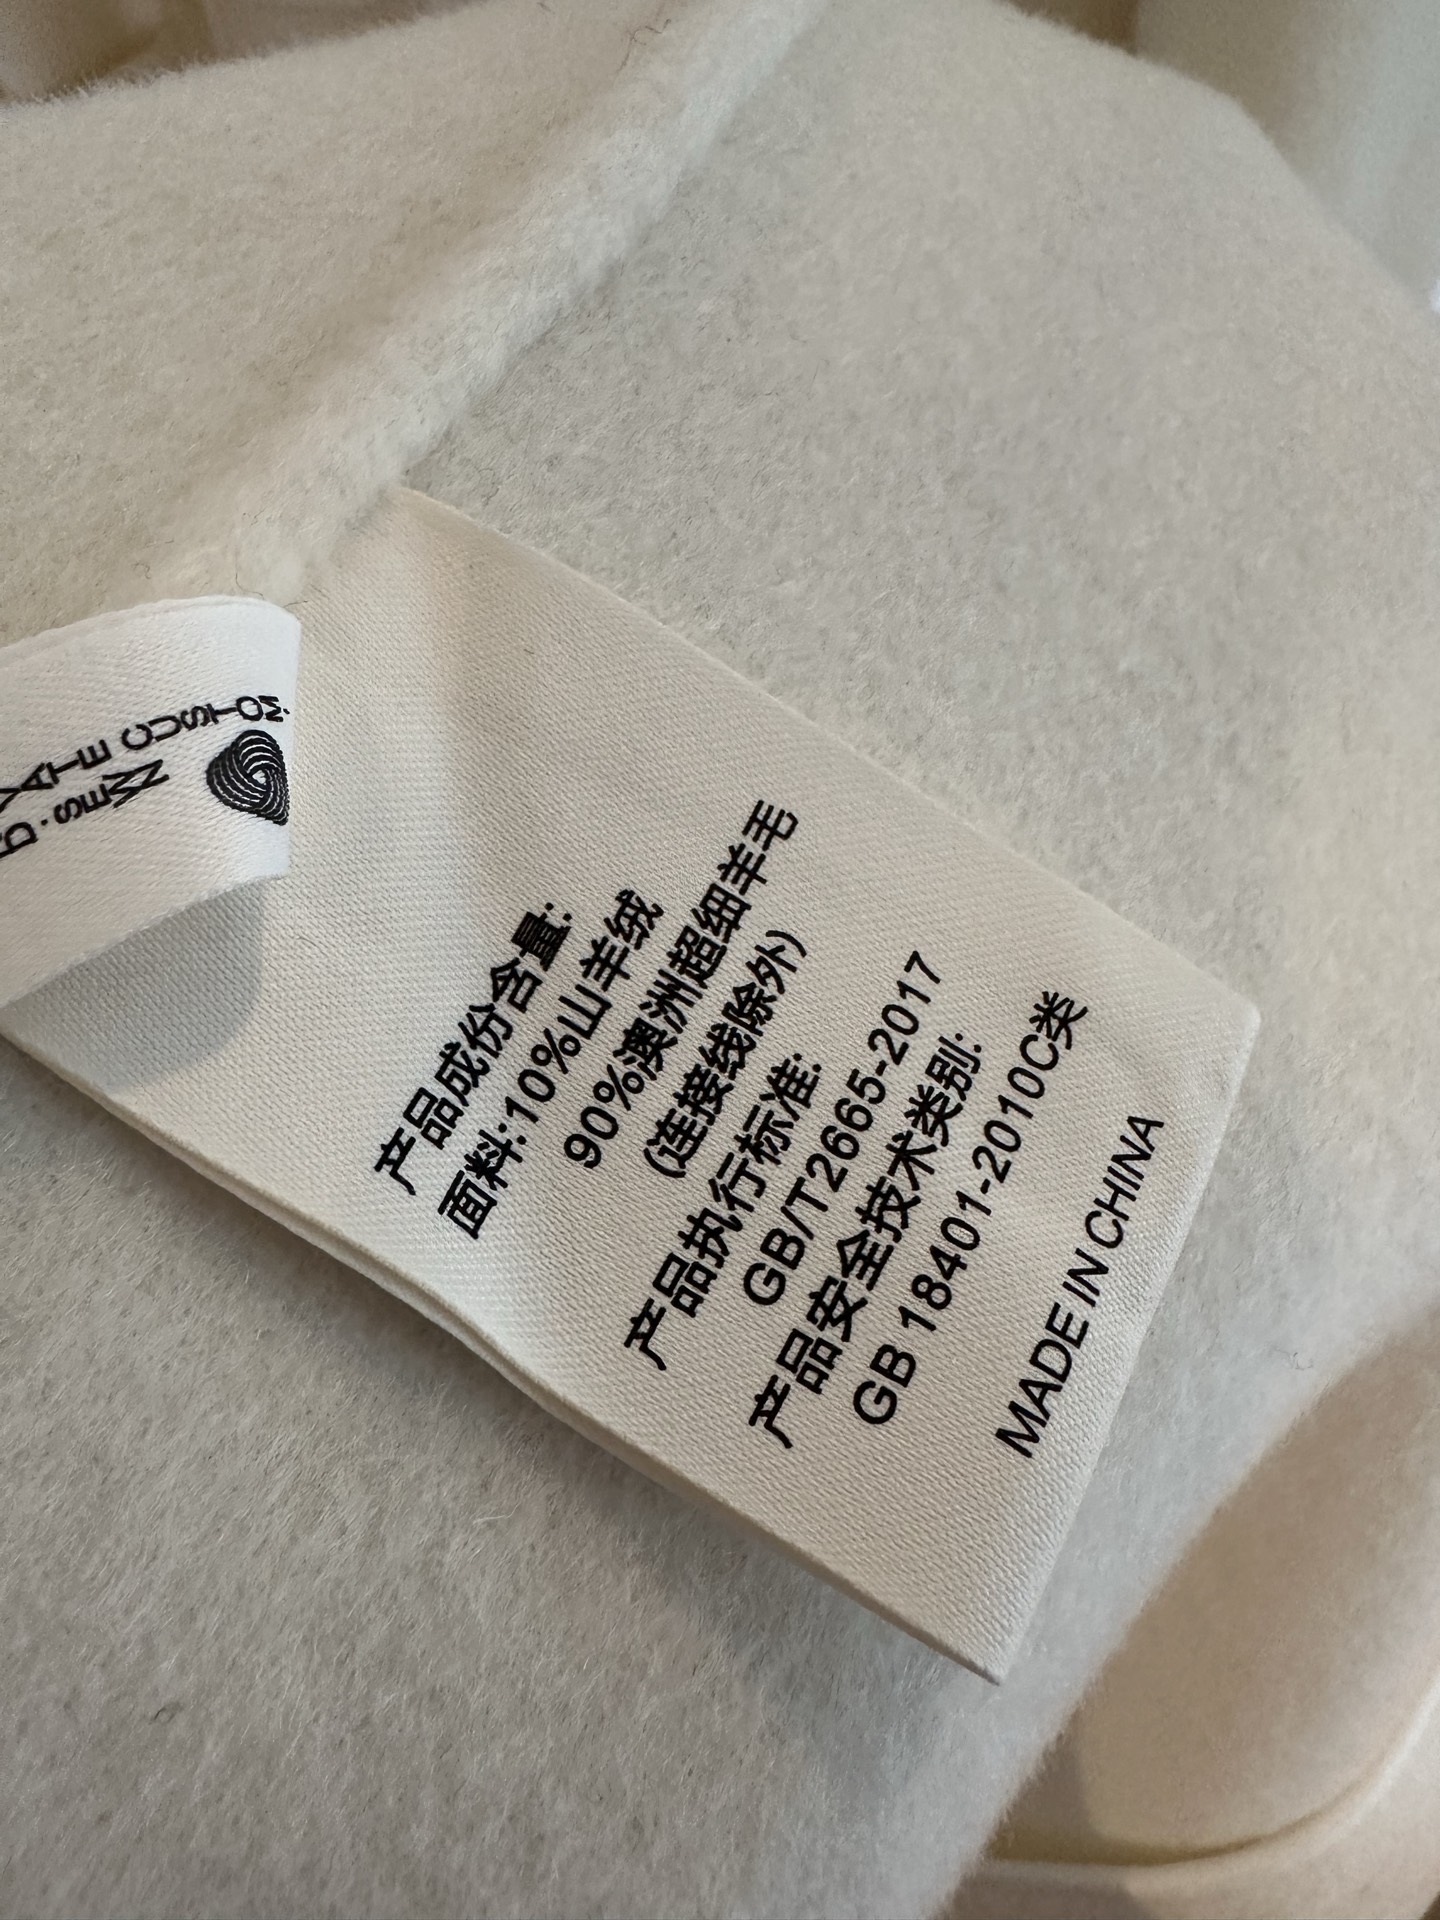 产品成份含量:
面料:10%山羊绒
90%澳洲超细羊毛
(连接线除外)
产品执行标准:
GB/T2665-2017
产品安全技术类别:
GB 18401-2010C类
MADE IN CHINA